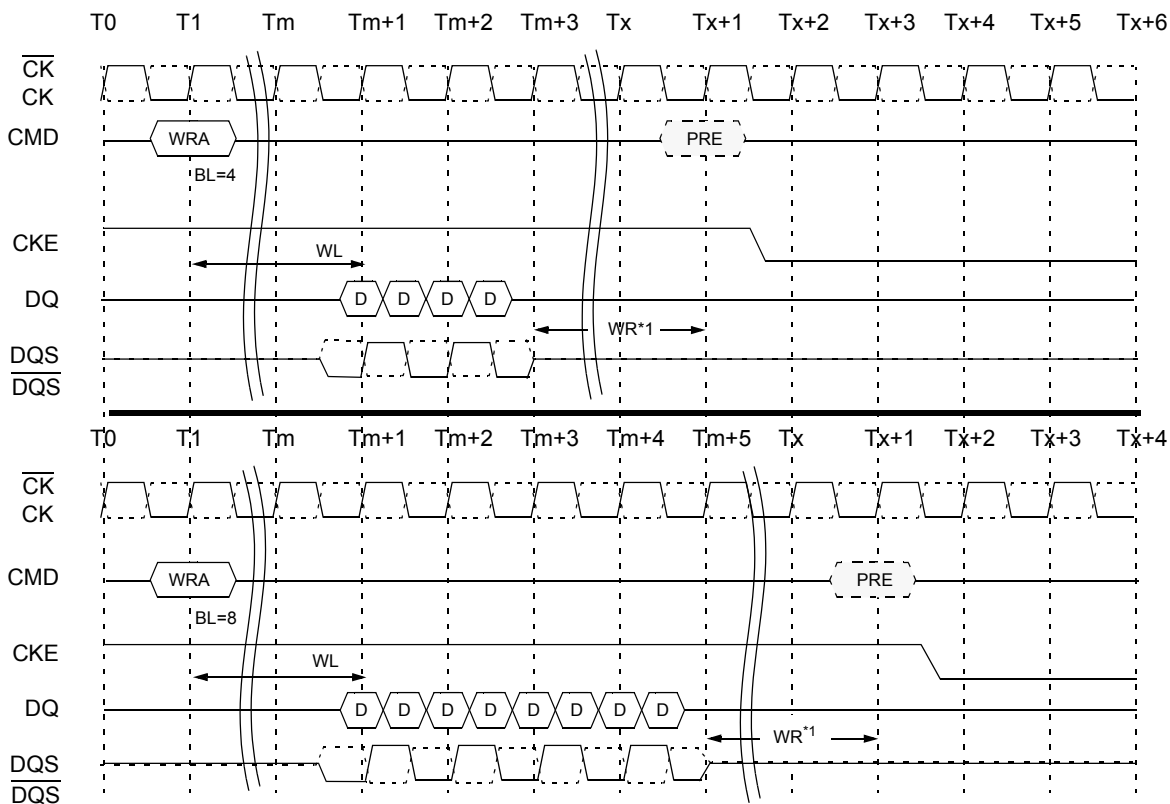 T0 T1 Tm Tm+1 Tm+2 Tm+3 Tx Tx+1 Tx+2 Tx+3 Tx+4 Tx+5 Tx+6
CK
CK
CMD WRA PRE
BL=4
CKE
WL
DQ D D D D
WR*1
DQS
DQS
T0 T1 Tm Tm+1 Tm+2 Tm+3 Tm+4 Tm+5 Tx Tx+1 Tx+2 Tx+3 Tx+4
CK
CK
CMD WRA PRE
BL=8
CKE
WL
DQ D D D D D D D D
WR*1
DQS
DQS